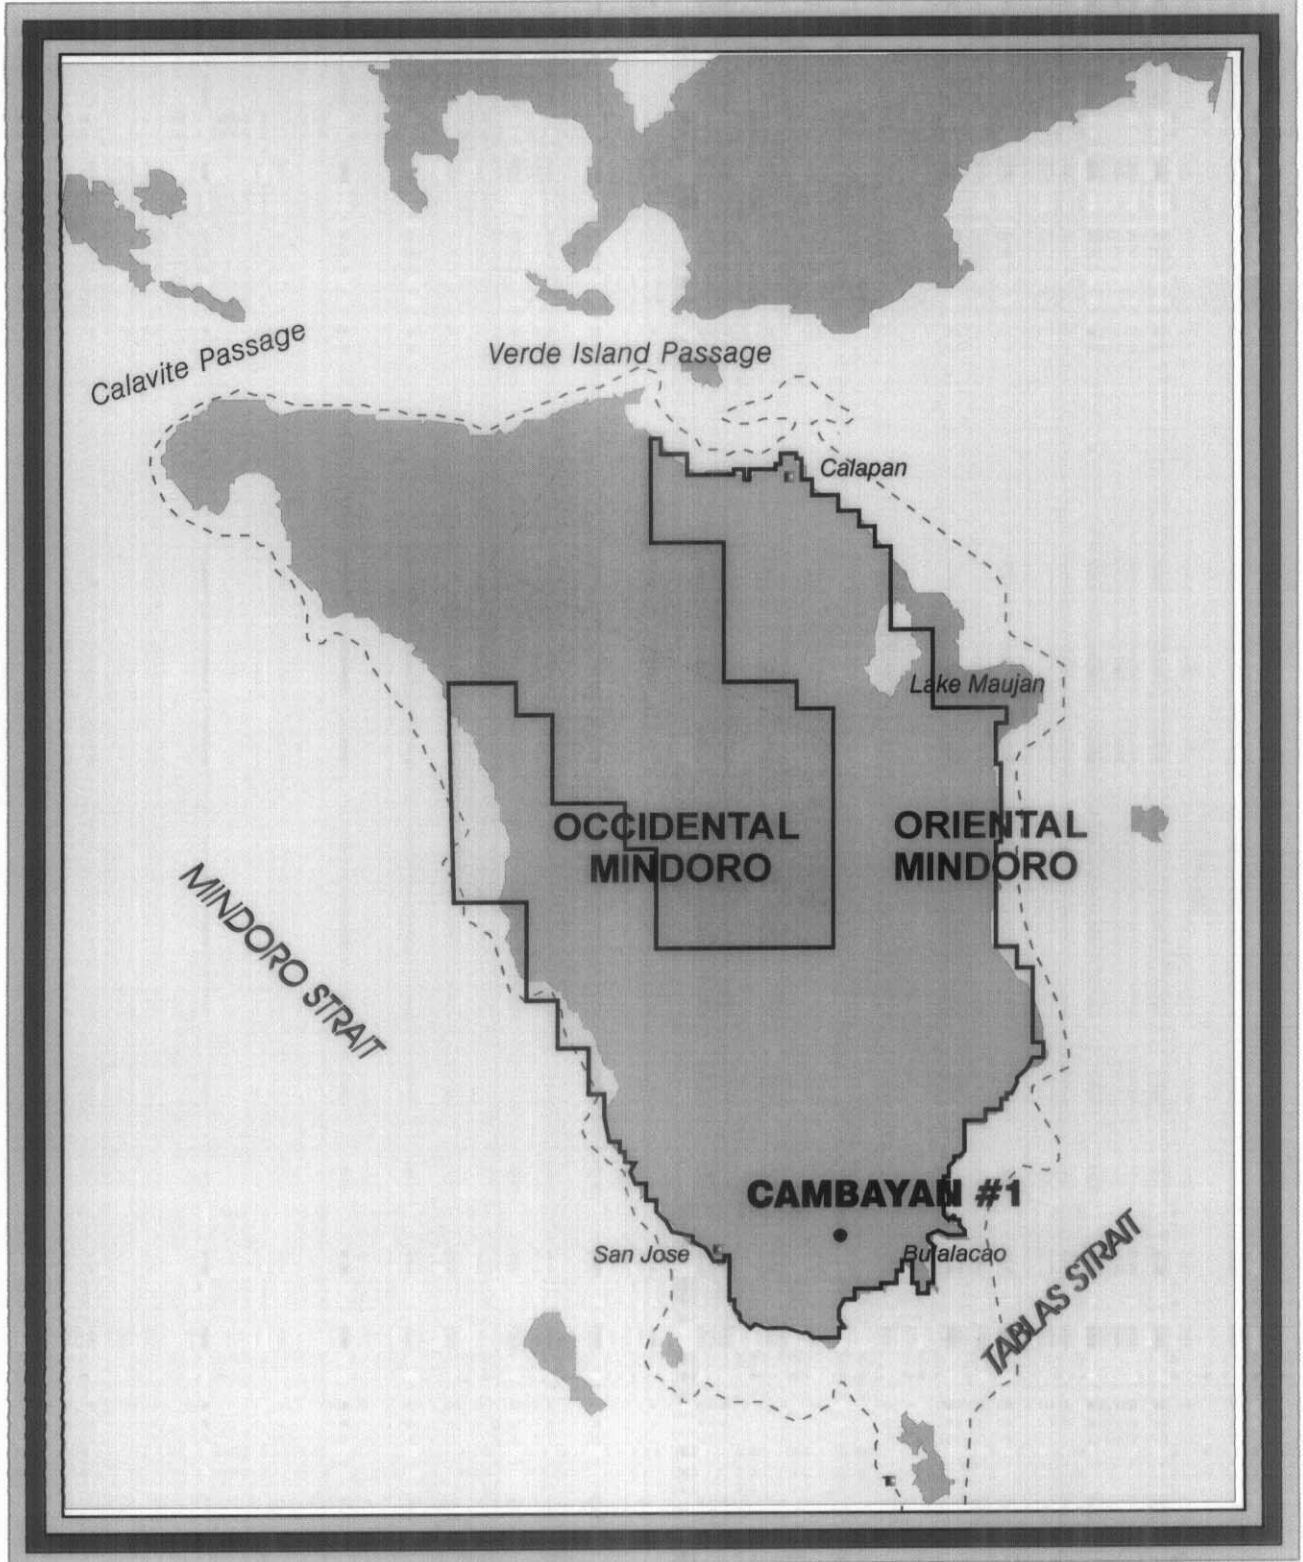 Calavite Passage
Verde Island Passage
Calapan
Lake Maujan
OCCIDENTAL
MINDORO
ORIENTAL
MINDORO
MINDORO STRAIT
CAMBAYAN #1
San Jose
Bulalacao
TABLAS STRAIT